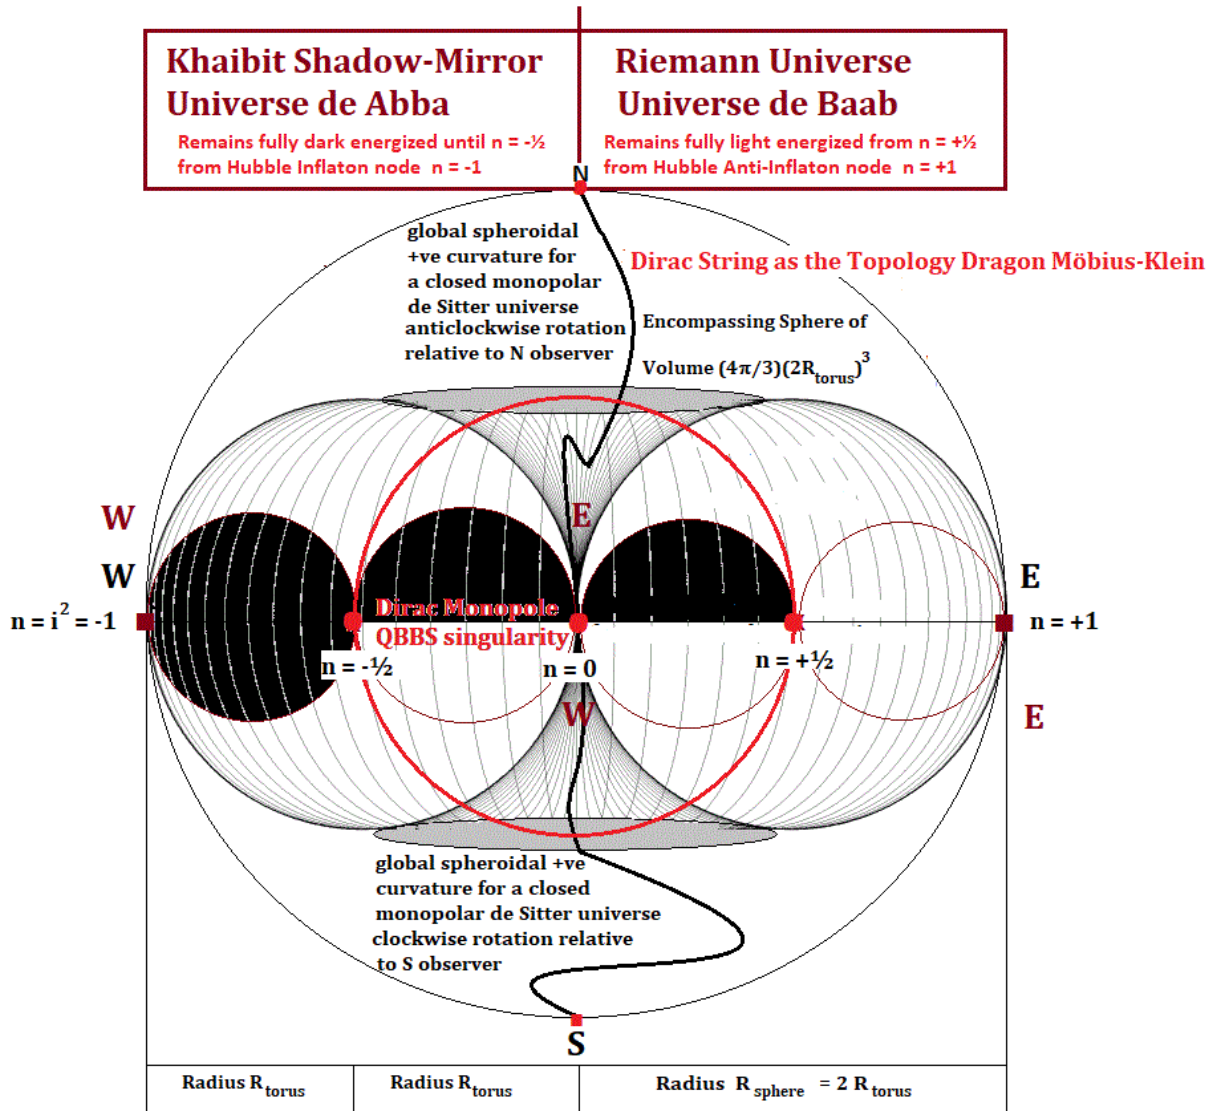 Khaibit Shadow-Mirror
Universe de Abba
Remains fully dark energized until n = -½
from Hubble Inflaton node n = -1
Riemann Universe
Universe de Baab
Remains fully light energized from n = +½
from Hubble Anti-Inflaton node n = +1
N
global spheroidal
+ve curvature for
a closed monopolar
de Sitter universe
anticlockwise rotation
relative to N observer
Dirac String as the Topology Dragon Möbius-Klein
Encompassing Sphere of
Volume (4π/3)(2R_torus)³
W
W
E
E
n = i² = -1
n = +1
Dirac Monopole
QBBS singularity
n = -½
n = 0
n = +½
W
E
global spheroidal +ve
curvature for a closed
monopolar de Sitter universe
clockwise rotation relative
to S observer
S
Radius R_torus
Radius R_torus
Radius R_sphere = 2 R_torus